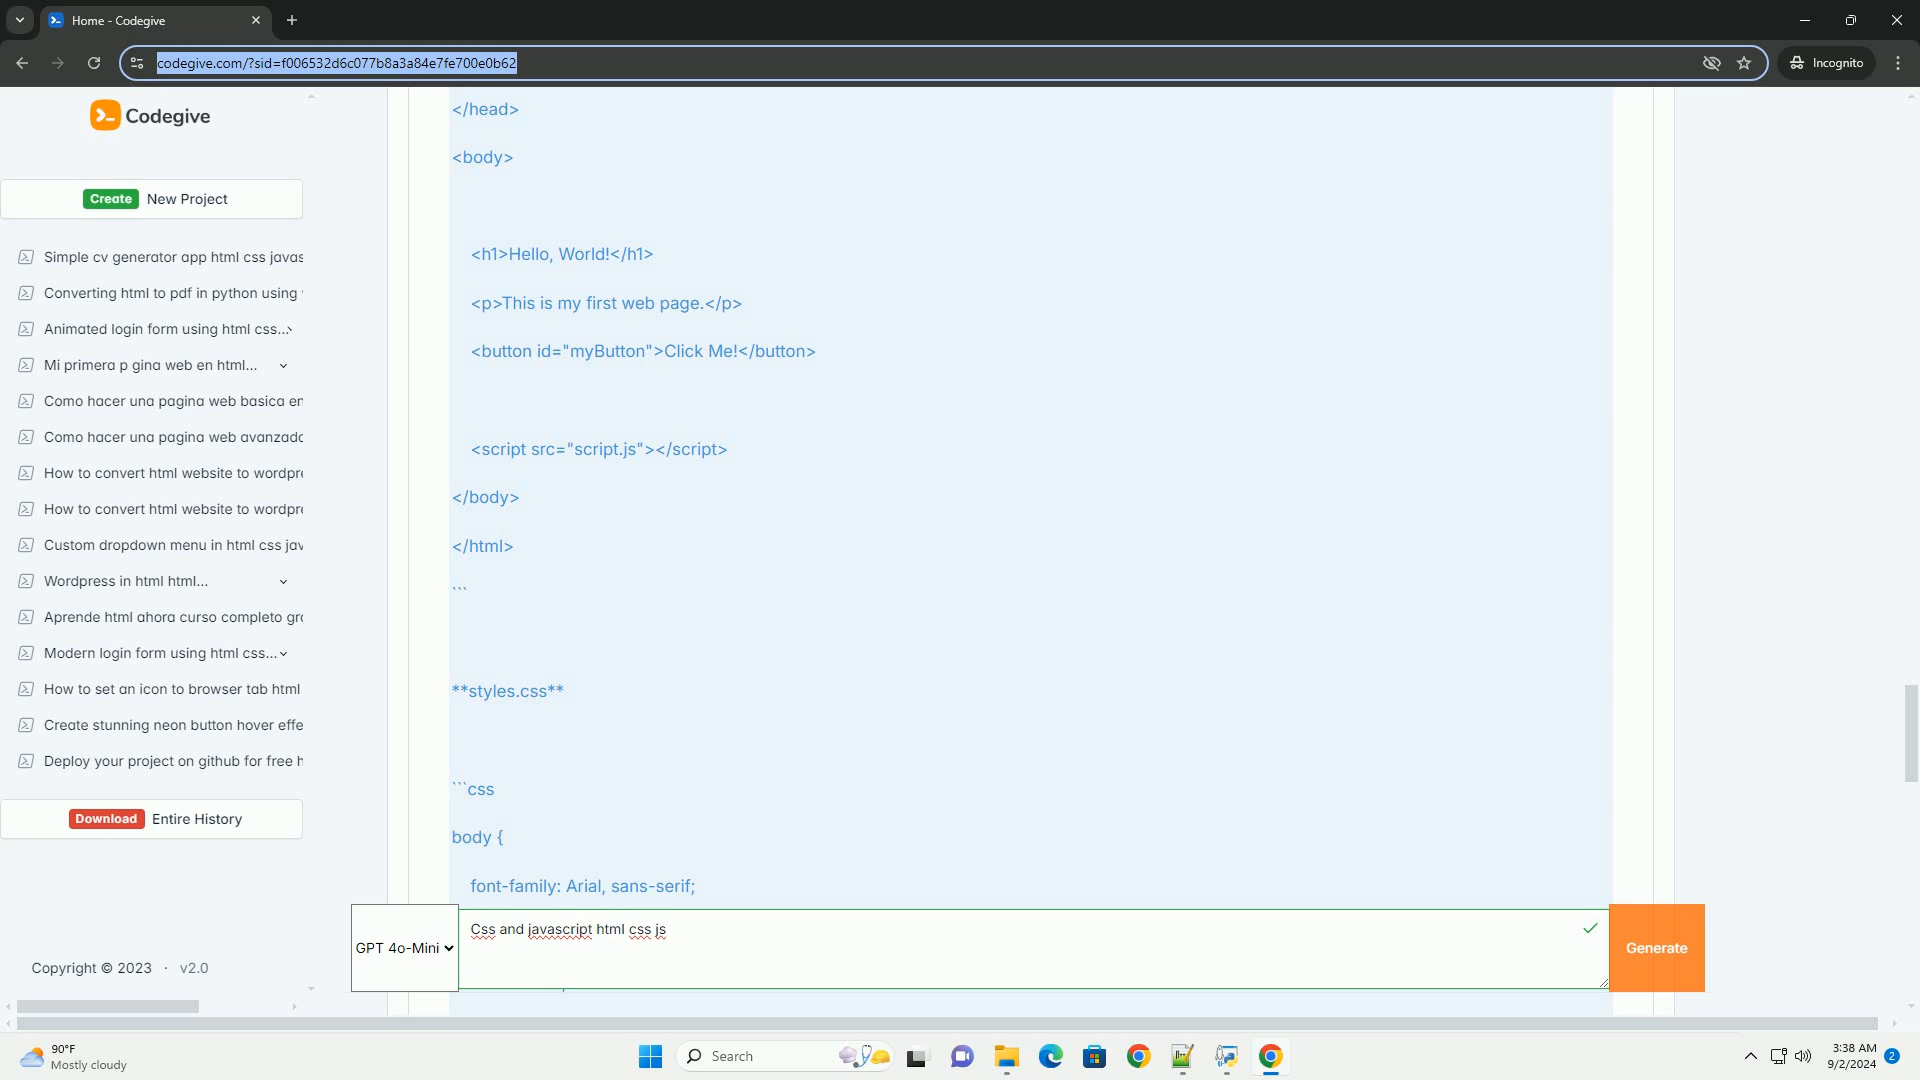 Home - Codegive
codegive.com/?sid=f006532d6c077b8a3a84e7fe700e0b62
Incognito
Codegive
Create New Project
Simple cv generator app html css javas
Converting html to pdf in python using
Animated login form using html css...
Mi primera p gina web en html...
Como hacer una pagina web basica en
Como hacer una pagina web avanzada
How to convert html website to wordpre
How to convert html website to wordpre
Custom dropdown menu in html css jav
Wordpress in html html...
Aprende html ahora curso completo gra
Modern login form using html css...
How to set an icon to browser tab html
Create stunning neon button hover effe
Deploy your project on github for free h
Download Entire History
Copyright © 2023 · v2.0
</head>
<body>
<h1>Hello, World!</h1>
<p>This is my first web page.</p>
<button id="myButton">Click Me!</button>
<script src="script.js"></script>
</body>
</html>
```
**styles.css**
```css
body {
font-family: Arial, sans-serif;
GPT 4o-Mini
Css and javascript html css js
Generate
90°F
Mostly cloudy
Search
3:38 AM
9/2/2024
2